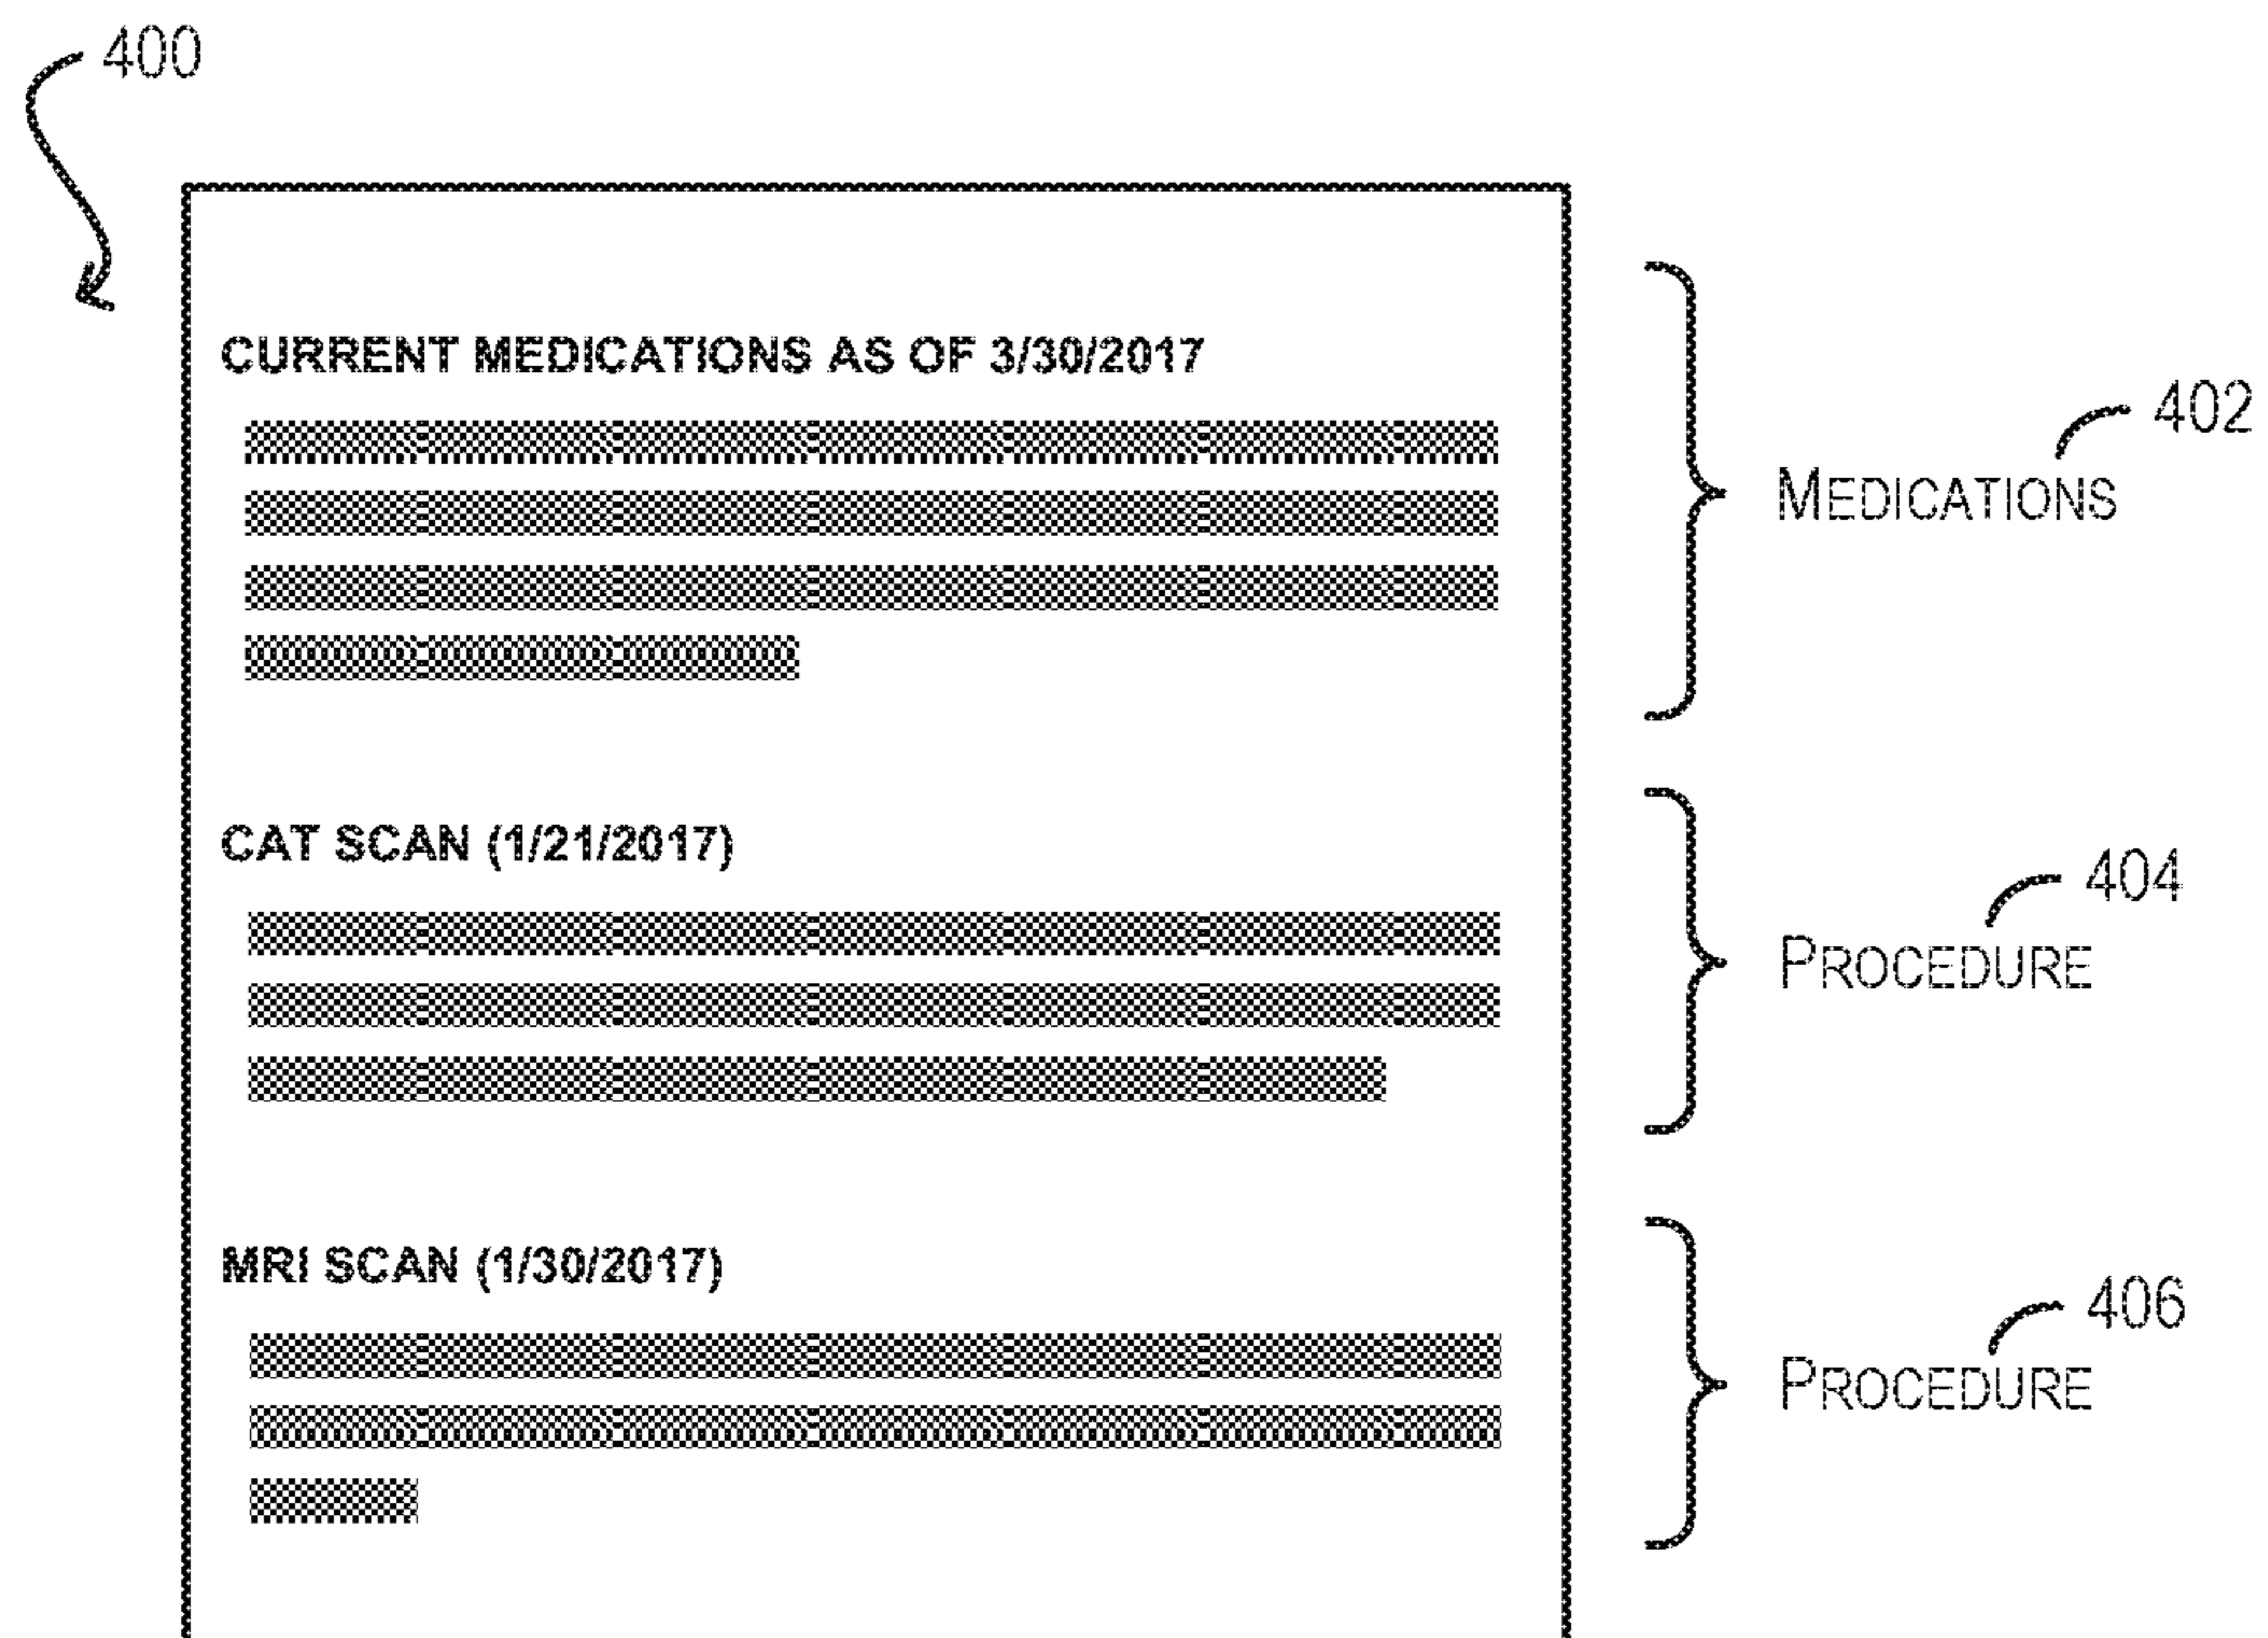 400
CURRENT MEDICATIONS AS OF 3/30/2017
402
MEDICATIONS
CAT SCAN (1/21/2017)
404
PROCEDURE
MRI SCAN (1/30/2017)
406
PROCEDURE